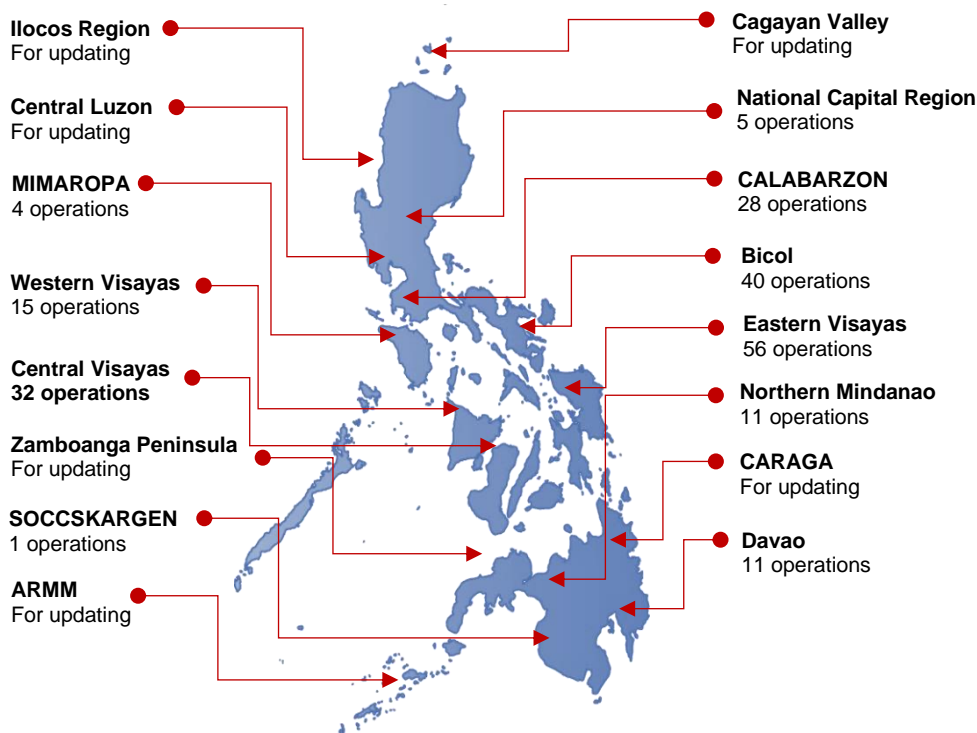 Ilocos Region
For updating
Central Luzon
For updating
MIMAROPA
4 operations
Western Visayas
15 operations
Central Visayas
32 operations
Zamboanga Peninsula
For updating
SOCCSKARGEN
1 operations
ARMM
For updating
Cagayan Valley
For updating
National Capital Region
5 operations
CALABARZON
28 operations
Bicol
40 operations
Eastern Visayas
56 operations
Northern Mindanao
11 operations
CARAGA
For updating
Davao
11 operations